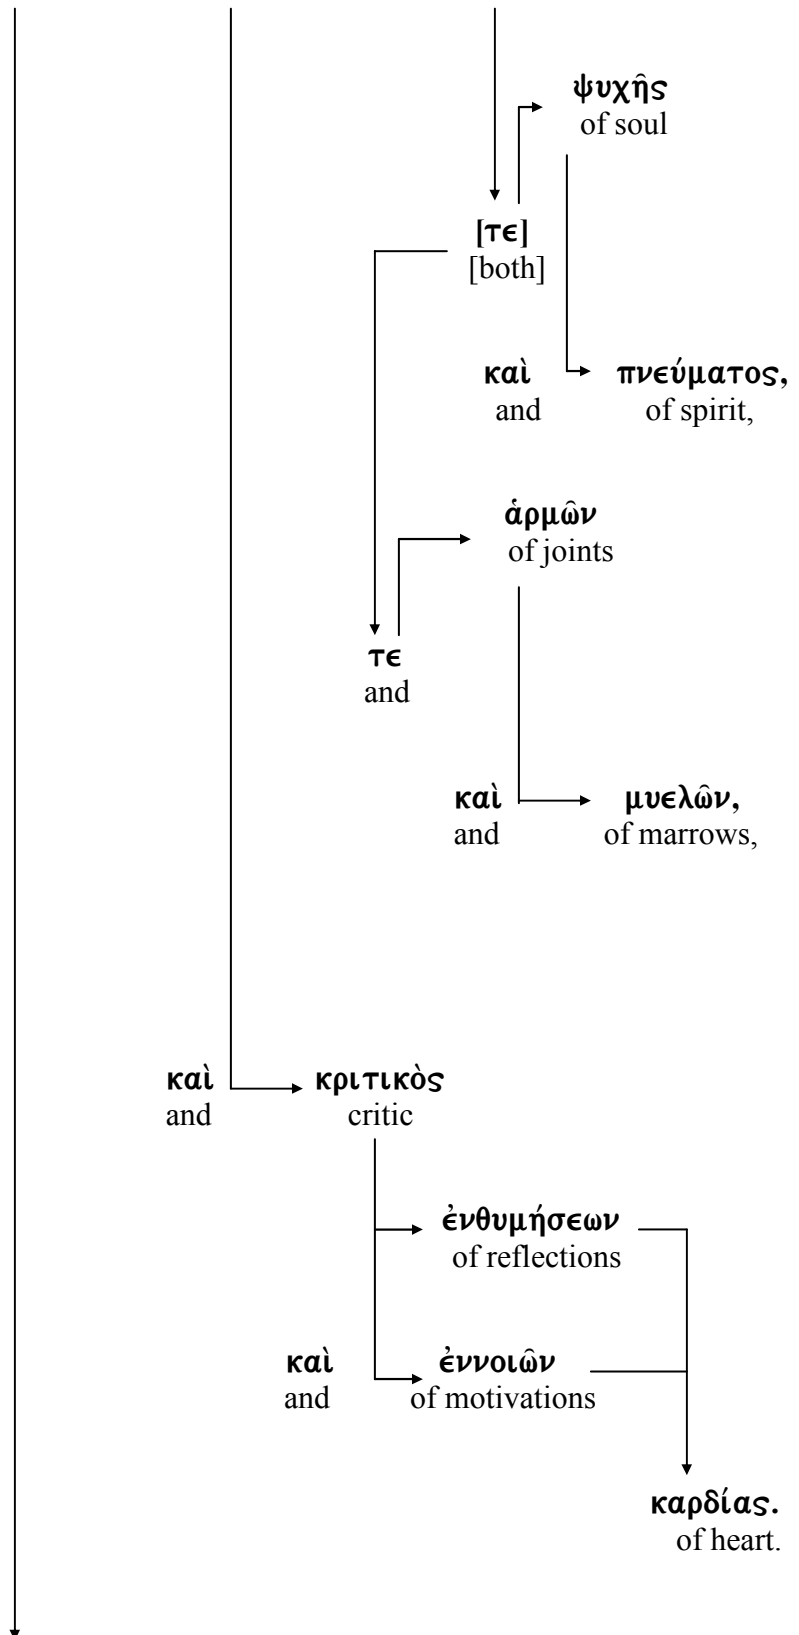 ψυχῆς
of soul
[τε]
[both]
καὶ πνεύματος,
and of spirit,
ἁρμῶν
of joints
τε
and
καὶ μυελῶν,
and of marrows,
καὶ κριτικὸς
and critic
ἐνθυμήσεων
of reflections
καὶ ἐννοιῶν
and of motivations
καρδίας.
of heart.